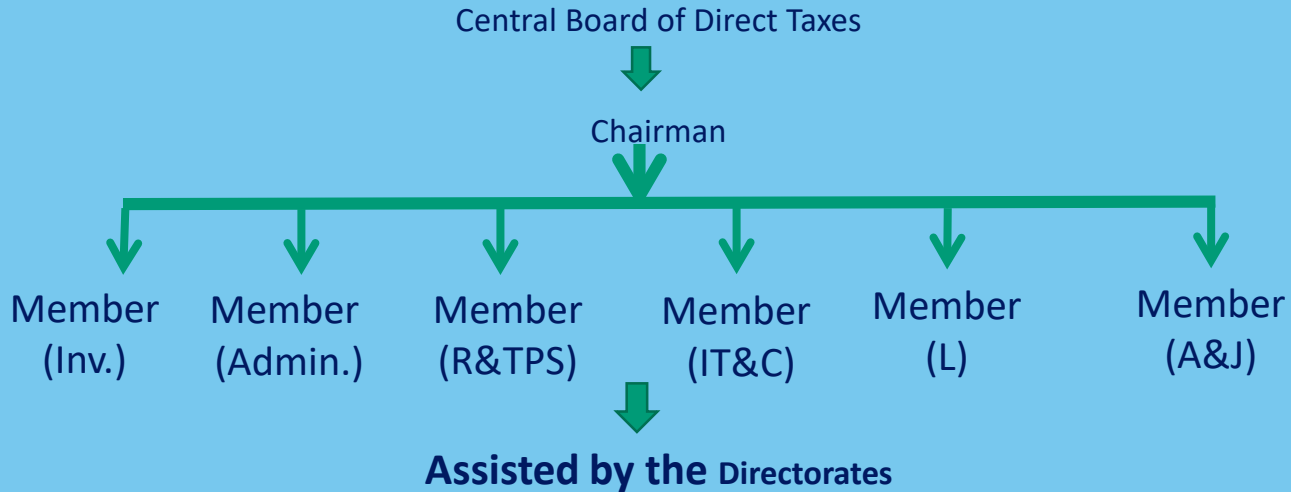 Central Board of Direct Taxes
Chairman
Member
(Inv.)
Member
(Admin.)
Member
(R&TPS)
Member
(IT&C)
Member
(L)
Member
(A&J)
Assisted by the Directorates